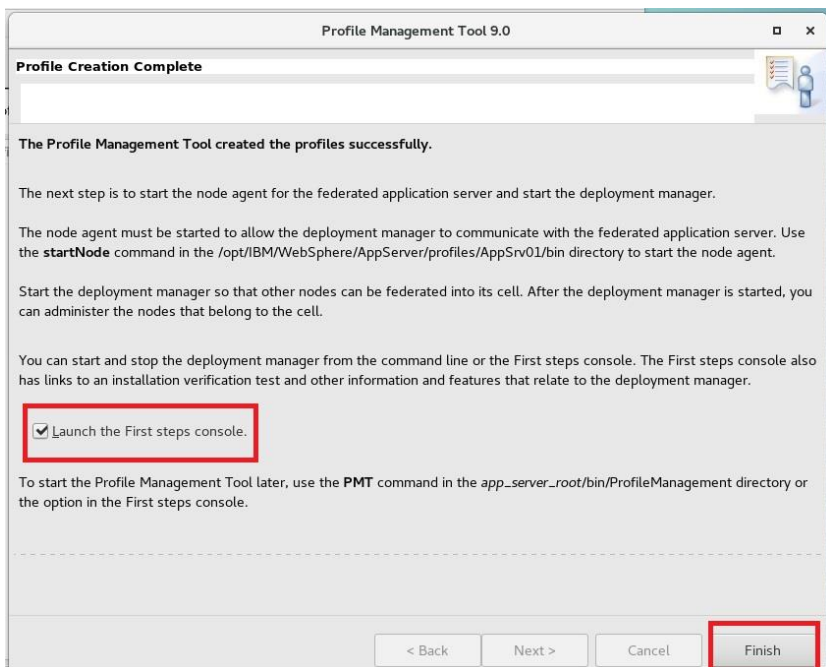 Profile Management Tool 9.0
Profile Creation Complete
The Profile Management Tool created the profiles successfully.
The next step is to start the node agent for the federated application server and start the deployment manager.
The node agent must be started to allow the deployment manager to communicate with the federated application server. Use
the startNode command in the /opt/IBM/WebSphere/AppServer/profiles/AppSrv01/bin directory to start the node agent.
Start the deployment manager so that other nodes can be federated into its cell. After the deployment manager is started, you
can administer the nodes that belong to the cell.
You can start and stop the deployment manager from the command line or the First steps console. The First steps console also
has links to an installation verification test and other information and features that relate to the deployment manager.
Launch the First steps console.
To start the Profile Management Tool later, use the PMT command in the app_server_root/bin/ProfileManagement directory or
the option in the First steps console.
< Back Next > Cancel Finish